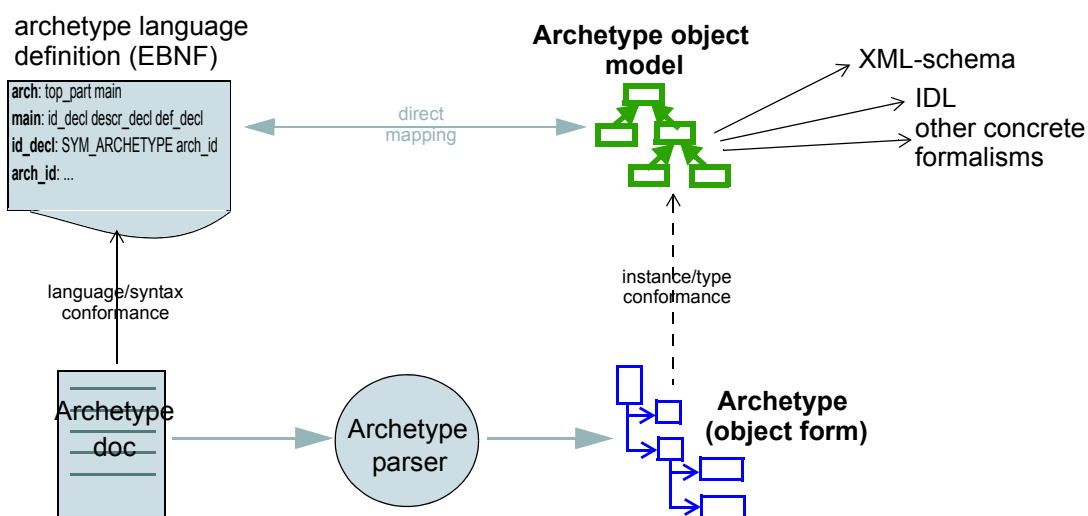 archetype language
definition (EBNF)
arch: top_part main
main: id_decl descr_decl def_decl
id_decl: SYM_ARCHETYPE arch_id
arch_id: ...
direct
mapping
Archetype object
model
XML-schema
IDL
other concrete
formalisms
language/syntax
conformance
instance/type
conformance
Archetype
doc
Archetype
parser
Archetype
(object form)